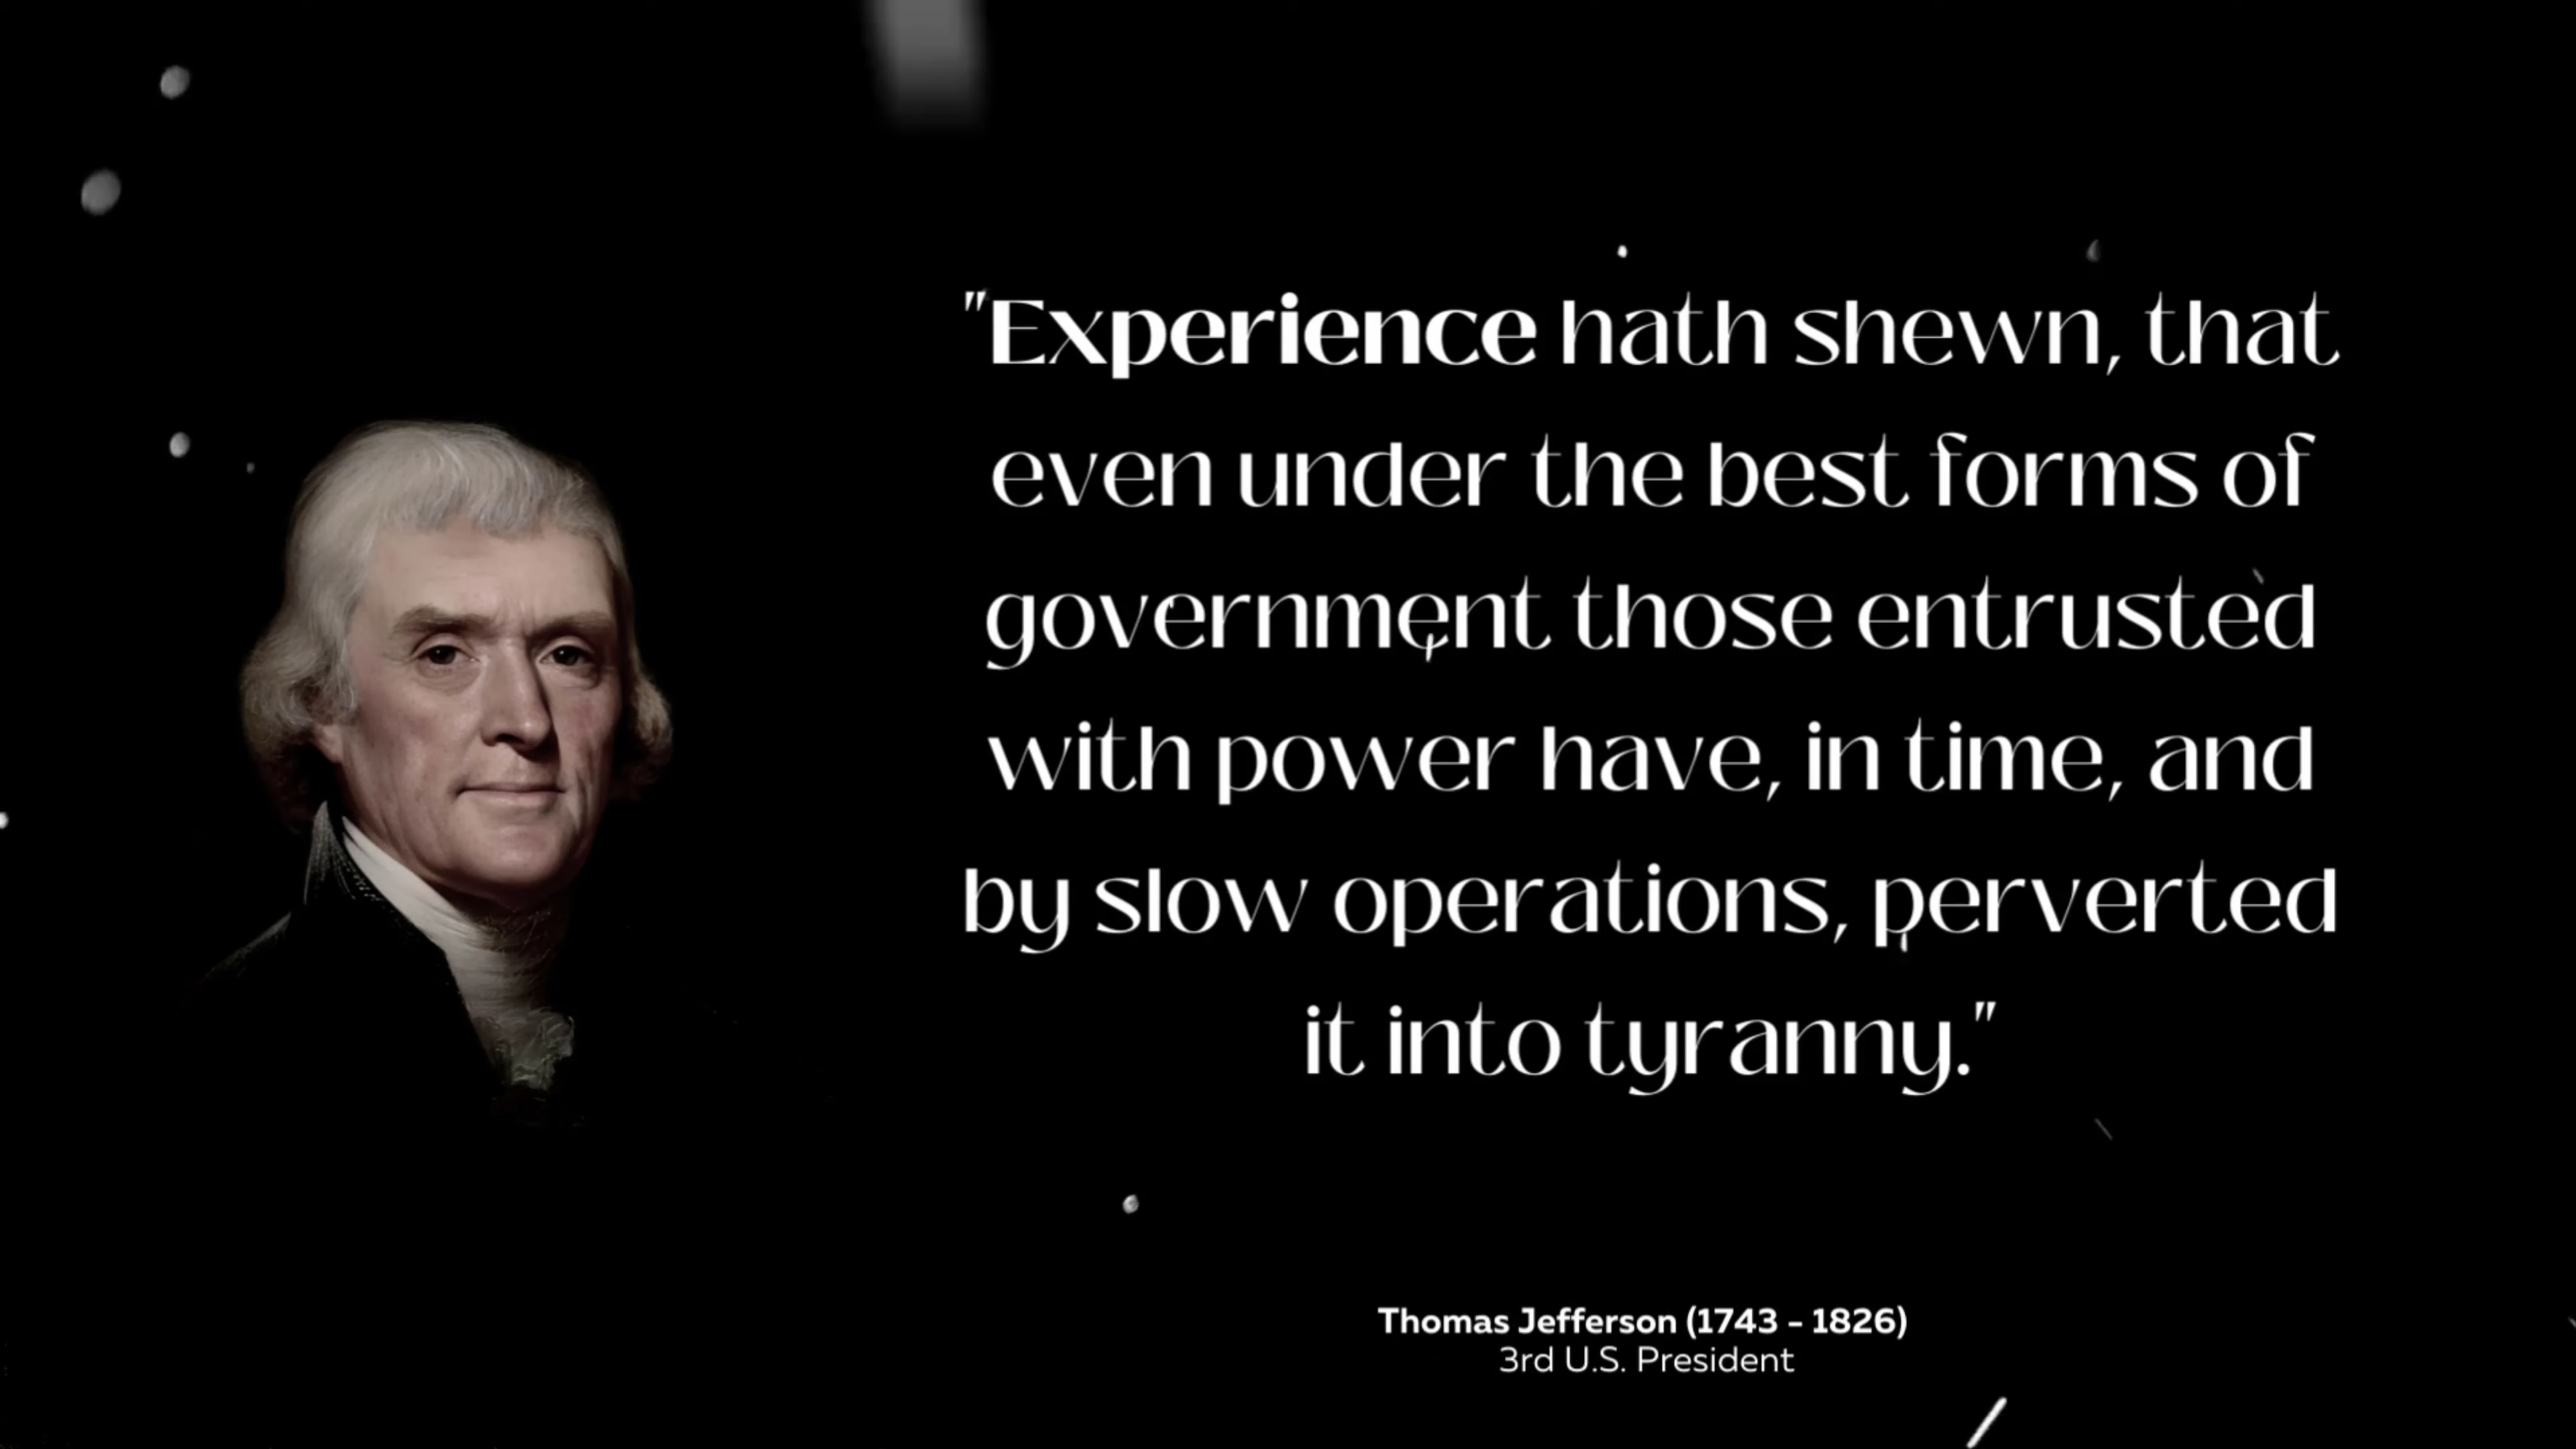 "Experience hath shewn, that
even under the best forms of
government those entrusted
with power have, in time, and
by slow operations, perverted
it into tyranny."
Thomas Jefferson (1743 - 1826)
3rd U.S. President